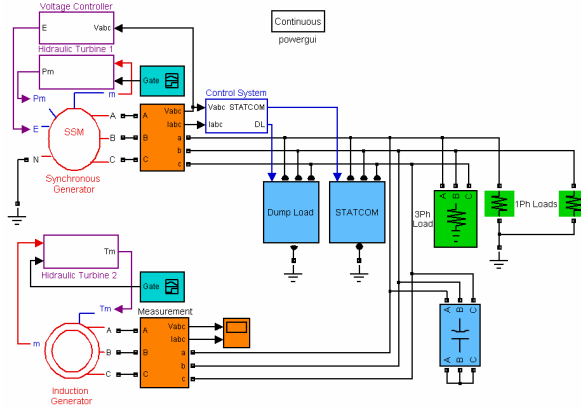 Voltage Controller
E
Vabc
Continuous
powergui
Hidraulic Turbine 1
Pm
Gate
Pm
m
Control System
Vabc
Iabc
Vabc STATCOM
Iabc
DL
E
SSM
A
B
C
N
A
B
C
a
b
c
Synchronous
Generator
Dump Load
STATCOM
A
B
C
3Ph
Load
1Ph Loads
Tm
Hidraulic Turbine 2
Gate
Tm
Measurement
m
A
B
C
A
B
C
Vabc
Iabc
a
b
c
A
B
C
A
B
C
Induction
Generator